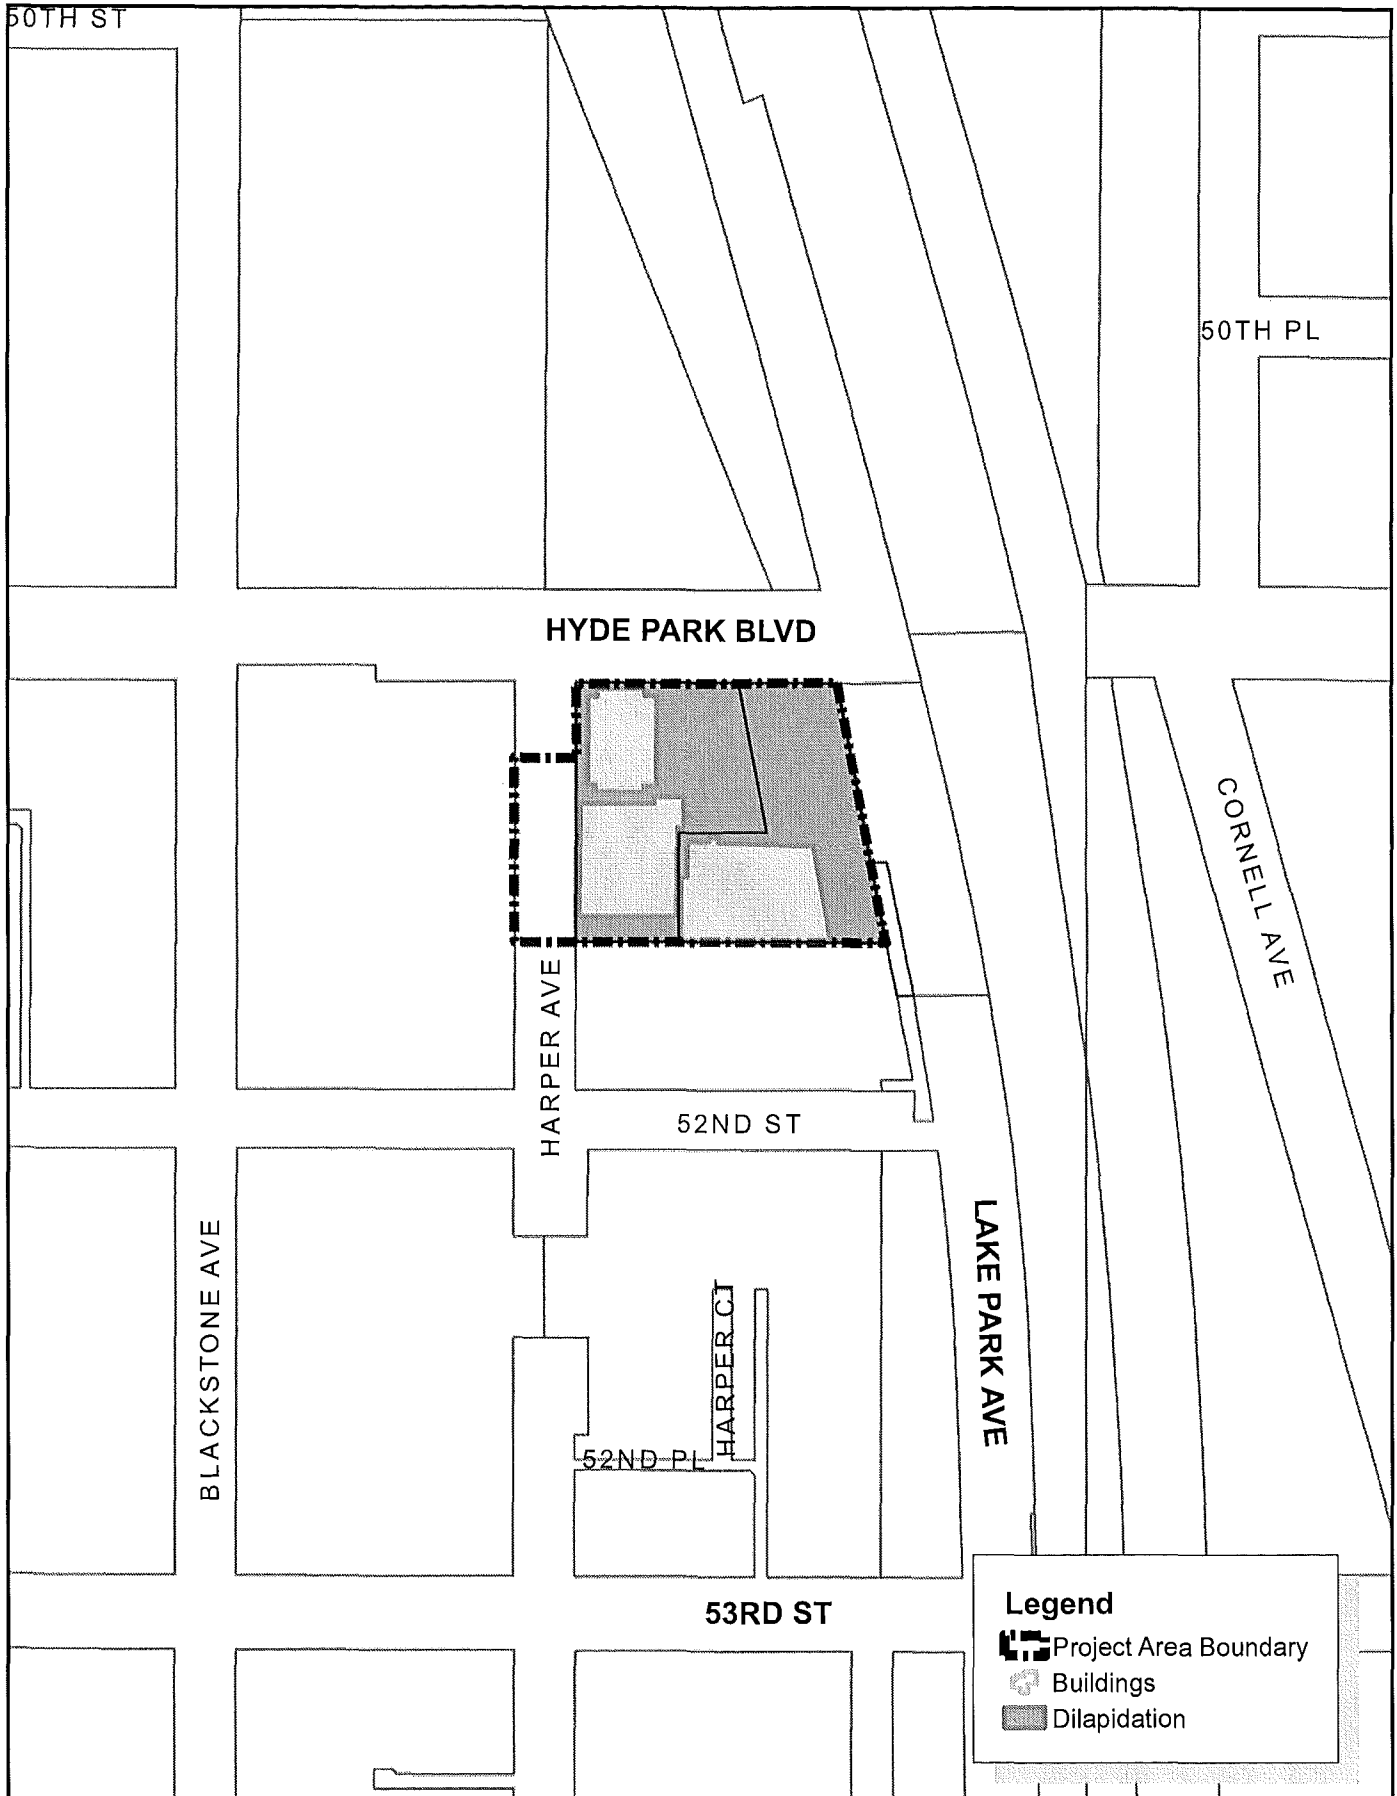 50TH ST
50TH PL
HYDE PARK BLVD
CORNELL AVE
HARPER AVE
52ND ST
LAKE PARK AVE
BLACKSTONE AVE
HARPER CT
52ND PL
53RD ST
Legend
Project Area Boundary
Buildings
Dilapidation